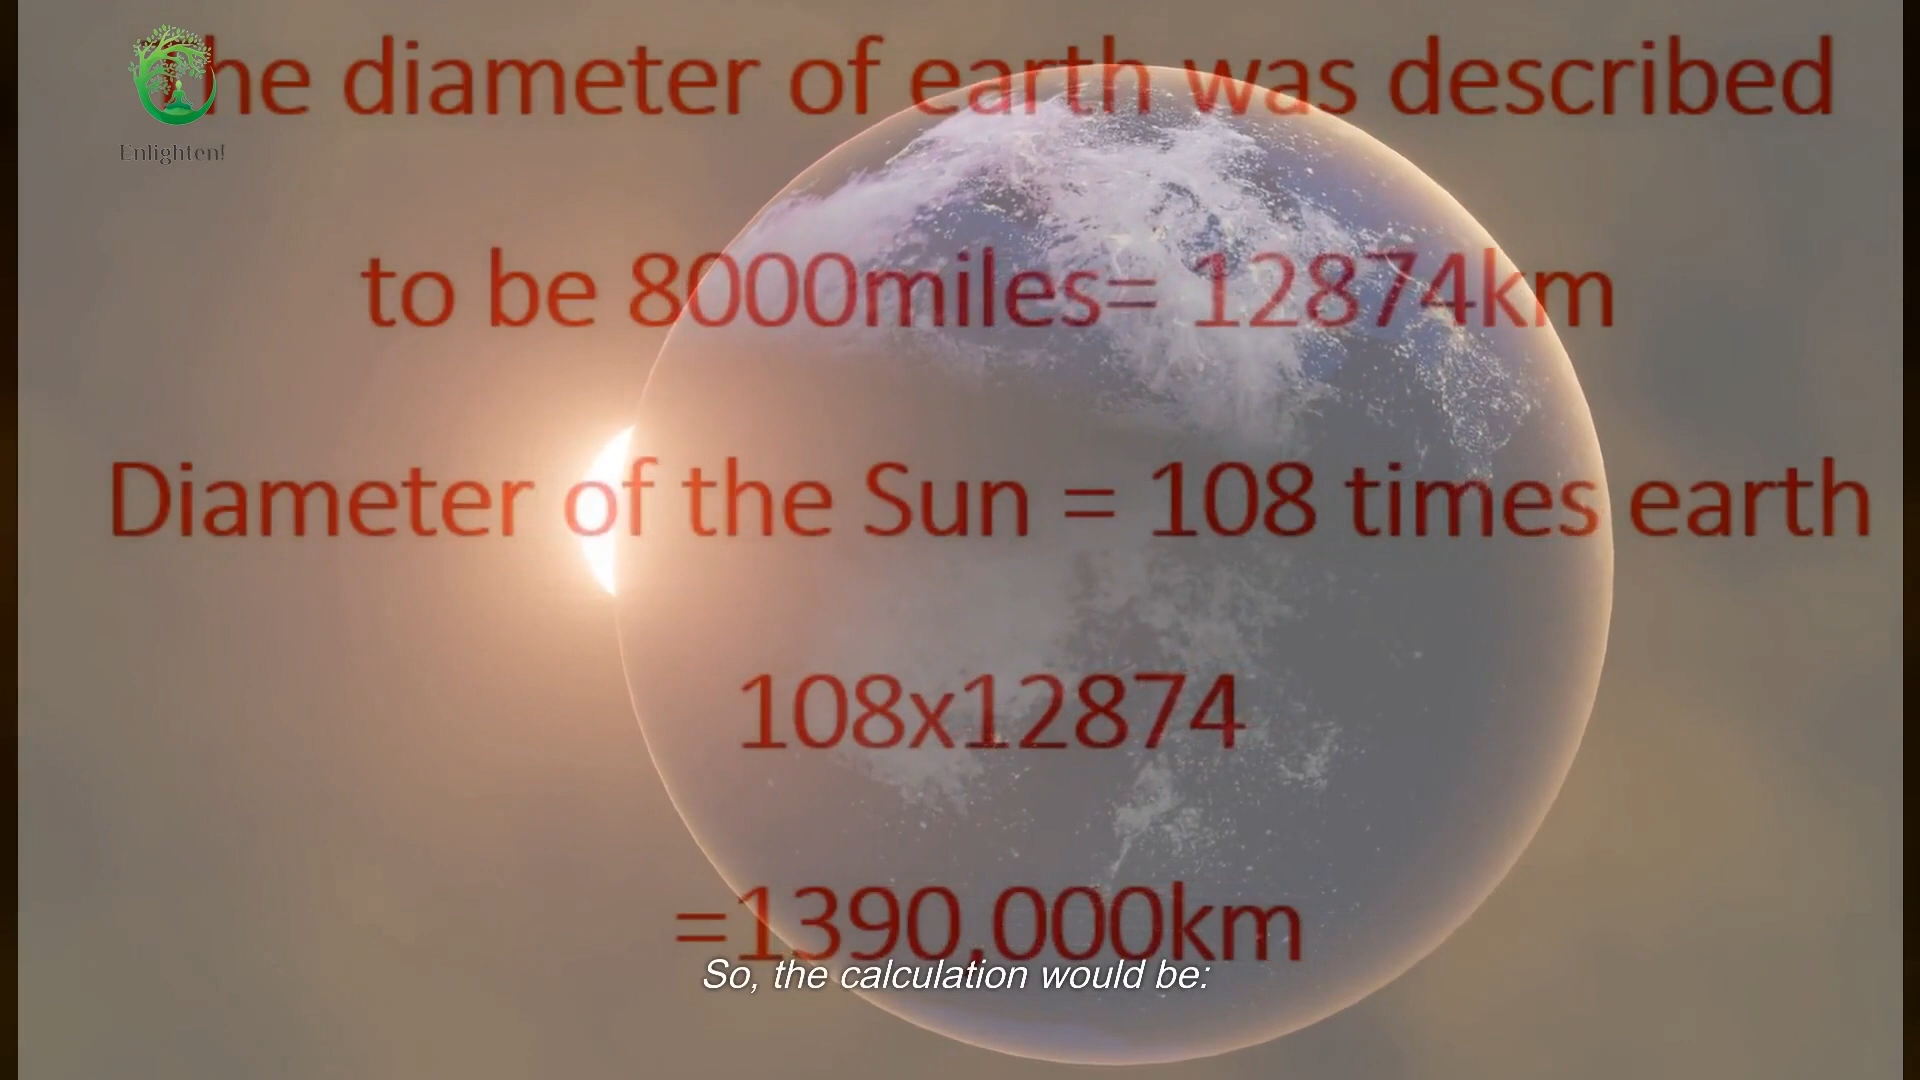 The diameter of earth was described
Enlighten!
to be 8000miles= 12874km
Diameter of the Sun = 108 times earth
108x12874
=1390,000km
So, the calculation would be: